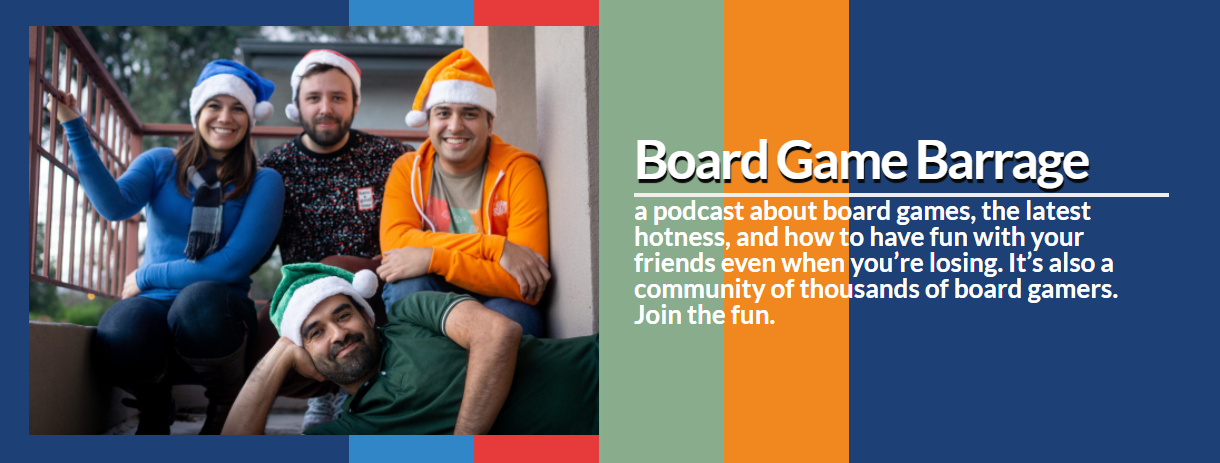 Board Game Barrage
a podcast about board games, the latest
hotness, and how to have fun with your
friends even when you’re losing. It’s also a
community of thousands of board gamers.
Join the fun.